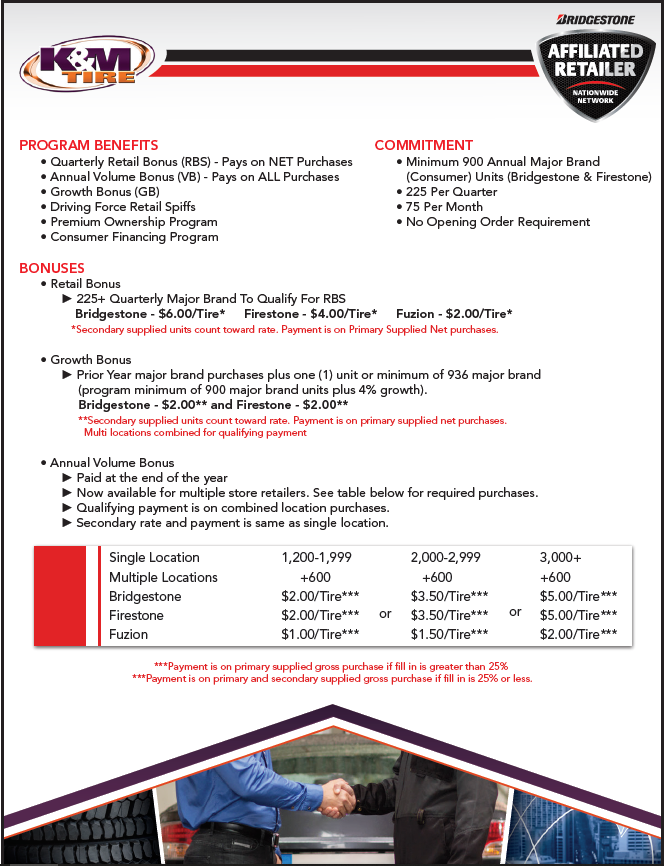 BRIDGESTONE
K&M
TIRE
AFFILIATED
RETAILER
NATIONWIDE
NETWORK
PROGRAM BENEFITS
• Quarterly Retail Bonus (RBS) - Pays on NET Purchases
• Annual Volume Bonus (VB) - Pays on ALL Purchases
• Growth Bonus (GB)
• Driving Force Retail Spiffs
• Premium Ownership Program
• Consumer Financing Program
COMMITMENT
• Minimum 900 Annual Major Brand
(Consumer) Units (Bridgestone & Firestone)
• 225 Per Quarter
• 75 Per Month
• No Opening Order Requirement
BONUSES
• Retail Bonus
► 225+ Quarterly Major Brand To Qualify For RBS
Bridgestone - $6.00/Tire* Firestone - $4.00/Tire* Fuzion - $2.00/Tire*
*Secondary supplied units count toward rate. Payment is on Primary Supplied Net purchases.
• Growth Bonus
► Prior Year major brand purchases plus one (1) unit or minimum of 936 major brand
(program minimum of 900 major brand units plus 4% growth).
Bridgestone - $2.00** and Firestone - $2.00**
**Secondary supplied units count toward rate. Payment is on primary supplied net purchases.
Multi locations combined for qualifying payment
• Annual Volume Bonus
► Paid at the end of the year
► Now available for multiple store retailers. See table below for required purchases.
► Qualifying payment is on combined location purchases.
► Secondary rate and payment is same as single location.
Single Location 1,200-1,999 2,000-2,999 3,000+
Multiple Locations +600 +600 +600
Bridgestone $2.00/Tire*** $3.50/Tire*** $5.00/Tire***
Firestone $2.00/Tire*** or $3.50/Tire*** or $5.00/Tire***
Fuzion $1.00/Tire*** $1.50/Tire*** $2.00/Tire***
***Payment is on primary supplied gross purchase if fill in is greater than 25%
***Payment is on primary and secondary supplied gross purchase if fill in is 25% or less.